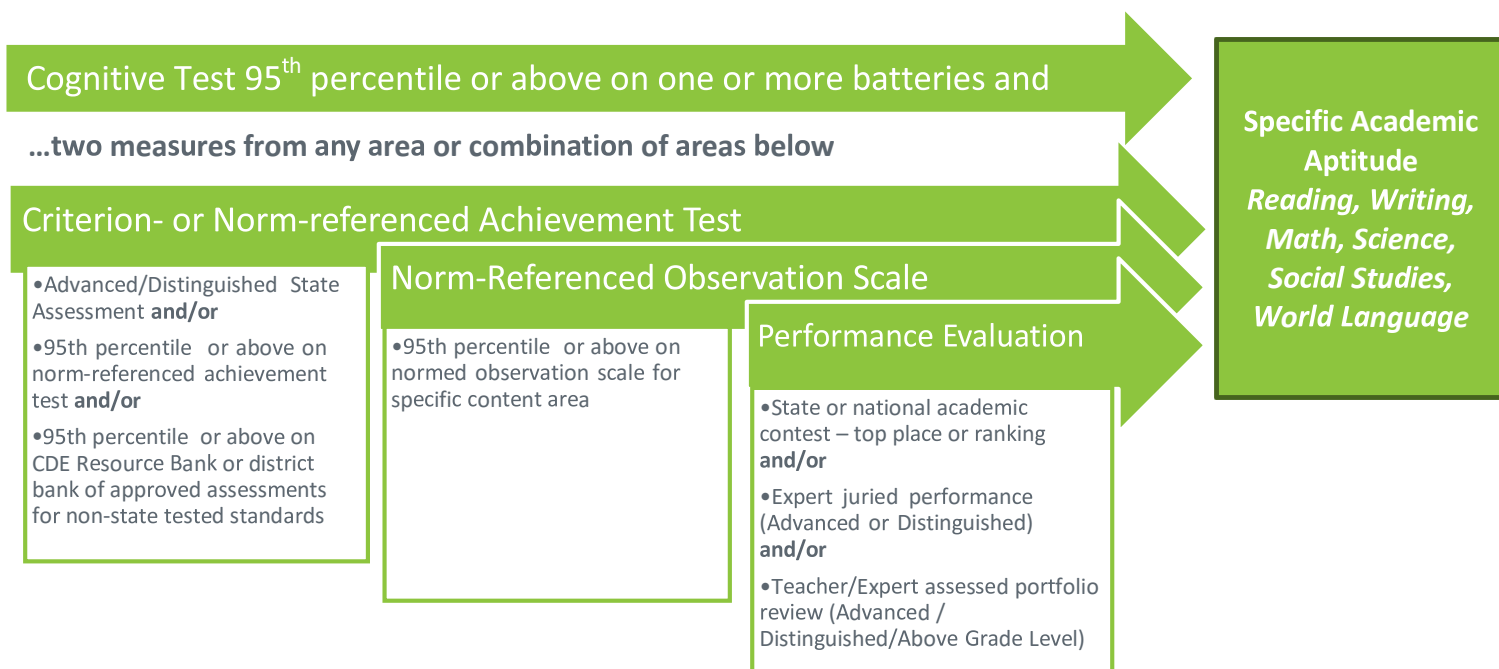 Cognitive Test 95th percentile or above on one or more batteries and
…two measures from any area or combination of areas below
Criterion- or Norm-referenced Achievement Test
•Advanced/Distinguished State
Assessment and/or
•95th percentile or above on
norm-referenced achievement
test and/or
•95th percentile or above on
CDE Resource Bank or district
bank of approved assessments
for non-state tested standards
Norm-Referenced Observation Scale
•95th percentile or above on
normed observation scale for
specific content area
Performance Evaluation
•State or national academic
contest – top place or ranking
and/or
•Expert juried performance
(Advanced or Distinguished)
and/or
•Teacher/Expert assessed portfolio
review (Advanced /
Distinguished/Above Grade Level)
Specific Academic
Aptitude
Reading, Writing,
Math, Science,
Social Studies,
World Language